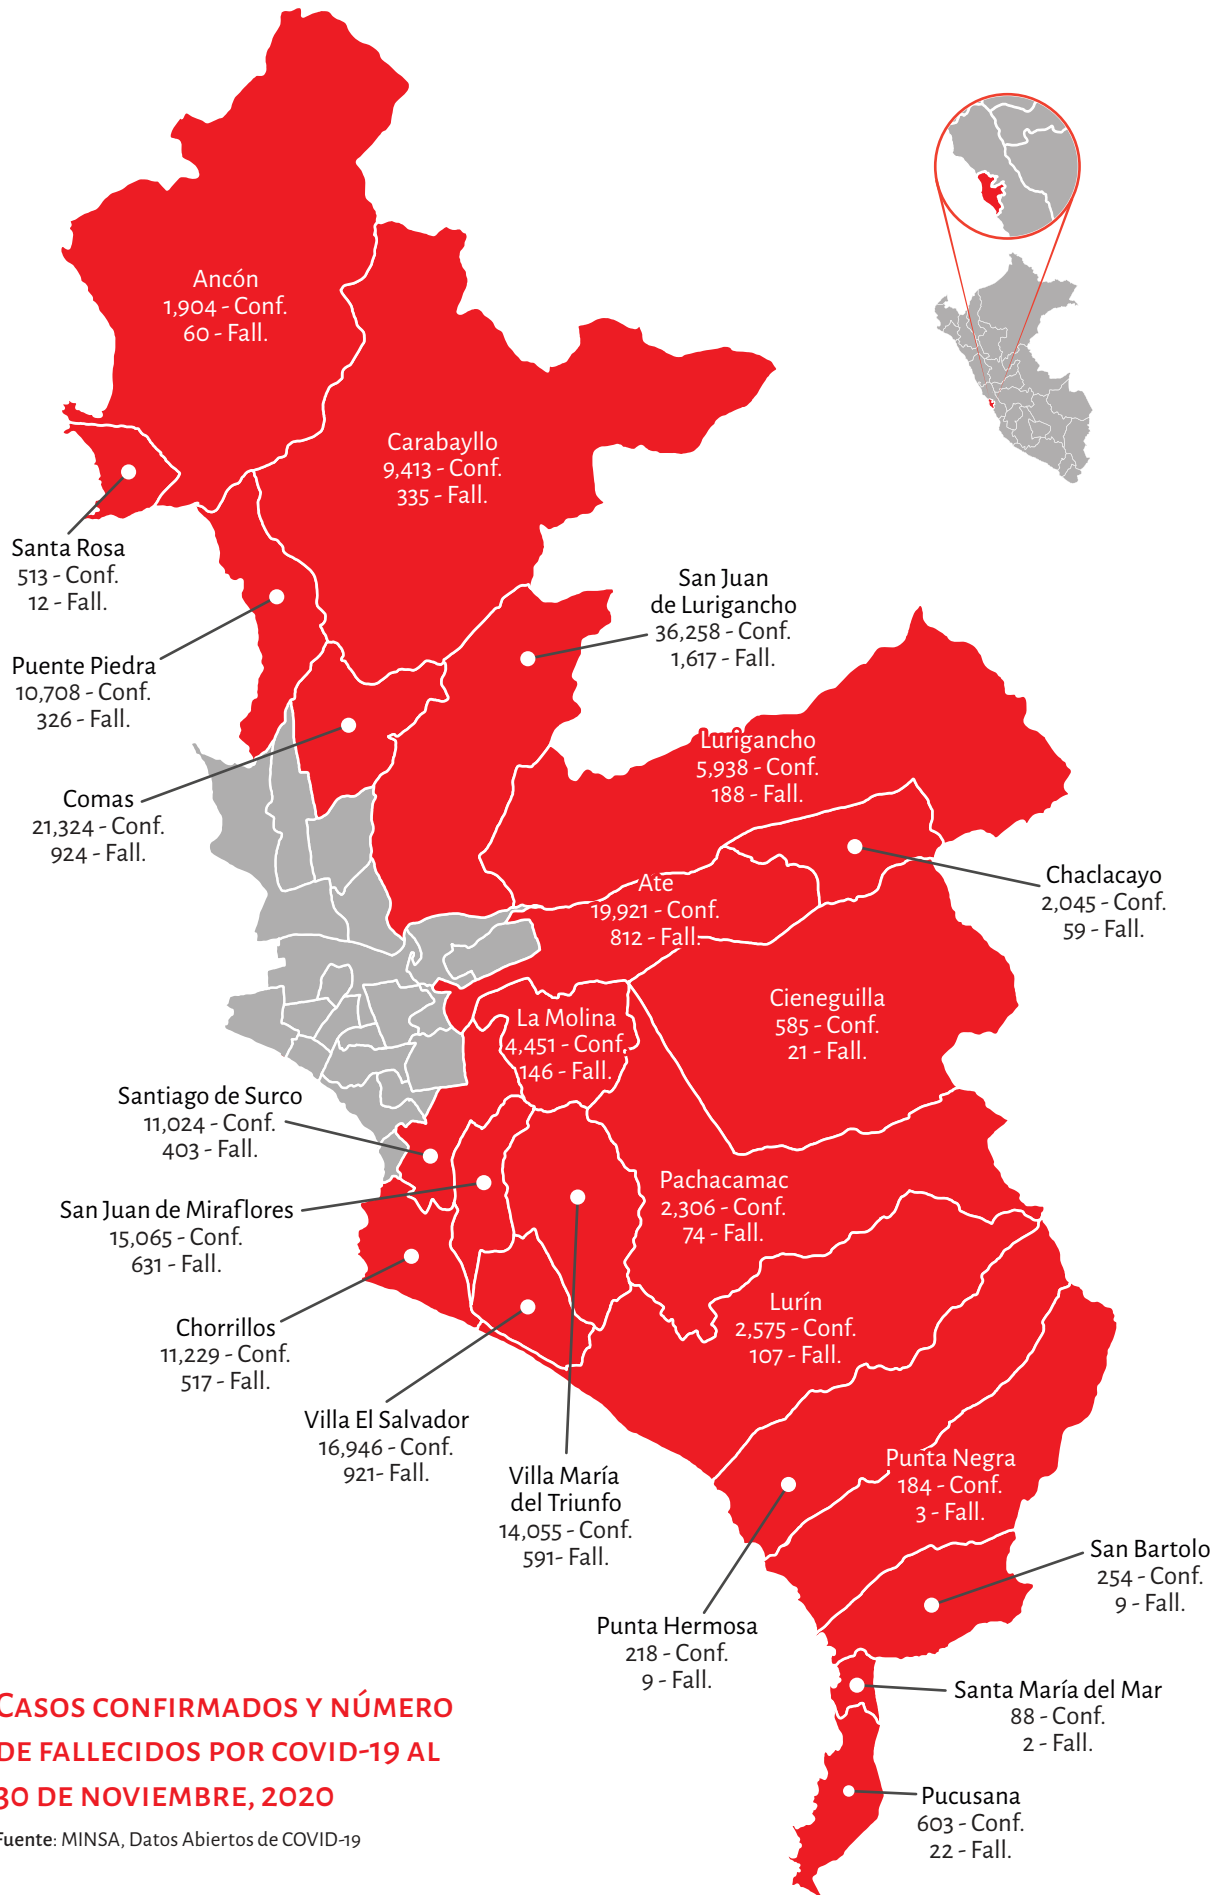 Ancón
1,904 - Conf.
60 - Fall.
Carabayllo
9,413 - Conf.
335 - Fall.
Santa Rosa
513 - Conf.
12 - Fall.
San Juan
de Lurigancho
36,258 - Conf.
1,617 - Fall.
Puente Piedra
10,708 - Conf.
326 - Fall.
Lurigancho
5,938 - Conf.
188 - Fall.
Comas
21,324 - Conf.
924 - Fall.
Chaclacayo
2,045 - Conf.
59 - Fall.
Ate
19,921 - Conf.
812 - Fall.
Cieneguilla
585 - Conf.
21 - Fall.
La Molina
4,451 - Conf.
146 - Fall.
Santiago de Surco
11,024 - Conf.
403 - Fall.
Pachacamac
2,306 - Conf.
74 - Fall.
San Juan de Miraflores
15,065 - Conf.
631 - Fall.
Lurín
2,575 - Conf.
107 - Fall.
Chorrillos
11,229 - Conf.
517 - Fall.
Villa El Salvador
16,946 - Conf.
921- Fall.
Villa María
del Triunfo
14,055 - Conf.
591- Fall.
Punta Negra
184 - Conf.
3 - Fall.
San Bartolo
254 - Conf.
9 - Fall.
Punta Hermosa
218 - Conf.
9 - Fall.
Santa María del Mar
88 - Conf.
2 - Fall.
Pucusana
603 - Conf.
22 - Fall.
CASOS CONFIRMADOS Y NÚMERO
DE FALLECIDOS POR COVID-19 AL
30 DE NOVIEMBRE, 2020
Fuente: MINSA, Datos Abiertos de COVID-19